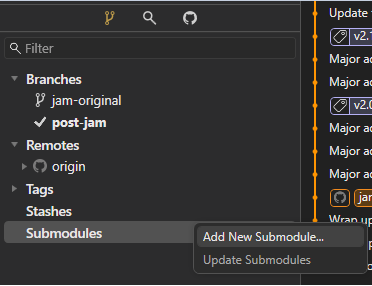 Filter
Branches
jam-original
post-jam
Remotes
origin
Tags
Stashes
Submodules
Add New Submodule...
Update Submodules
Update
v2.
Major ac
Major ac
v2.0
Major ac
Major ac
Major ac
jar
Wrap up